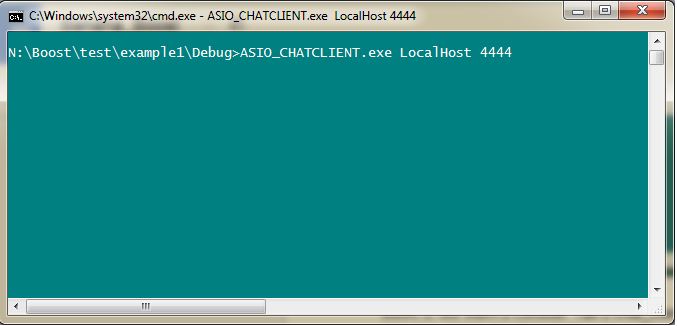 C:\Windows\system32\cmd.exe - ASIO_CHATCLIENT.exe  LocalHost 4444
N:\Boost\test\example1\Debug>ASIO_CHATCLIENT.exe LocalHost 4444